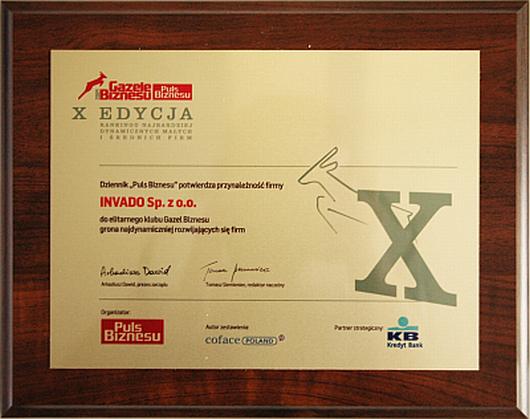 Gazele Biznesu
Puls Biznesu
X EDYCJA
RANKINGU NAJBARDZIEJ
DYNAMICZNYCH MAŁYCH
I ŚREDNICH FIRM
Dziennik „Puls Biznesu” potwierdza przynależność firmy
INVADO Sp. z o.o.
do elitarnego klubu Gazel Biznesu
grona najdynamiczniej rozwijających się firm
X
Arkadiusz Dawid
Arkadiusz Dawid, prezes zarządu
Tomasz Siemieniec, redaktor naczelny
Organizator:
Puls
Biznesu
Autor zestawienia
coface POLAND
Partner strategiczny
KB
Kredyt Bank